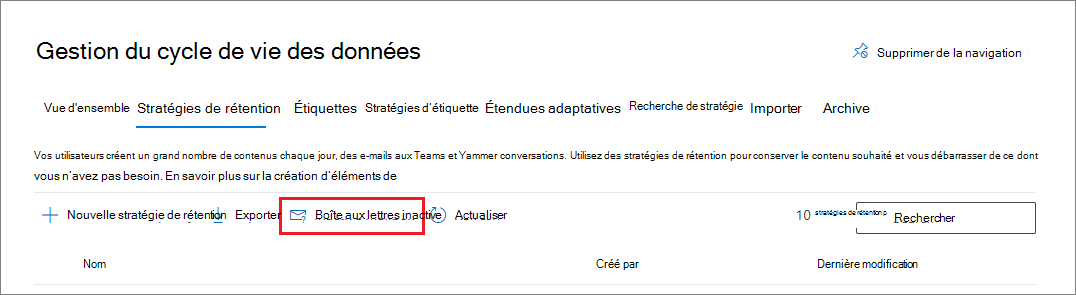 Gestion du cycle de vie des données
Supprimer de la navigation
Vue d'ensemble Stratégies de rétention Étiquettes Stratégies d'étiquette Étendues adaptatives Recherche de stratégie Importer Archive
Vos utilisateurs créent un grand nombre de contenus chaque jour, des e-mails aux Teams et Yammer conversations. Utilisez des stratégies de rétention pour conserver le contenu souhaité et vous débarrasser de ce dont
vous n'avez pas besoin. En savoir plus sur la création d'éléments de
Nouvelle stratégie de rétention Exporter Boîte aux lettres inactive Actualiser 10 stratégies de rétention p Rechercher
Nom Créé par Dernière modification